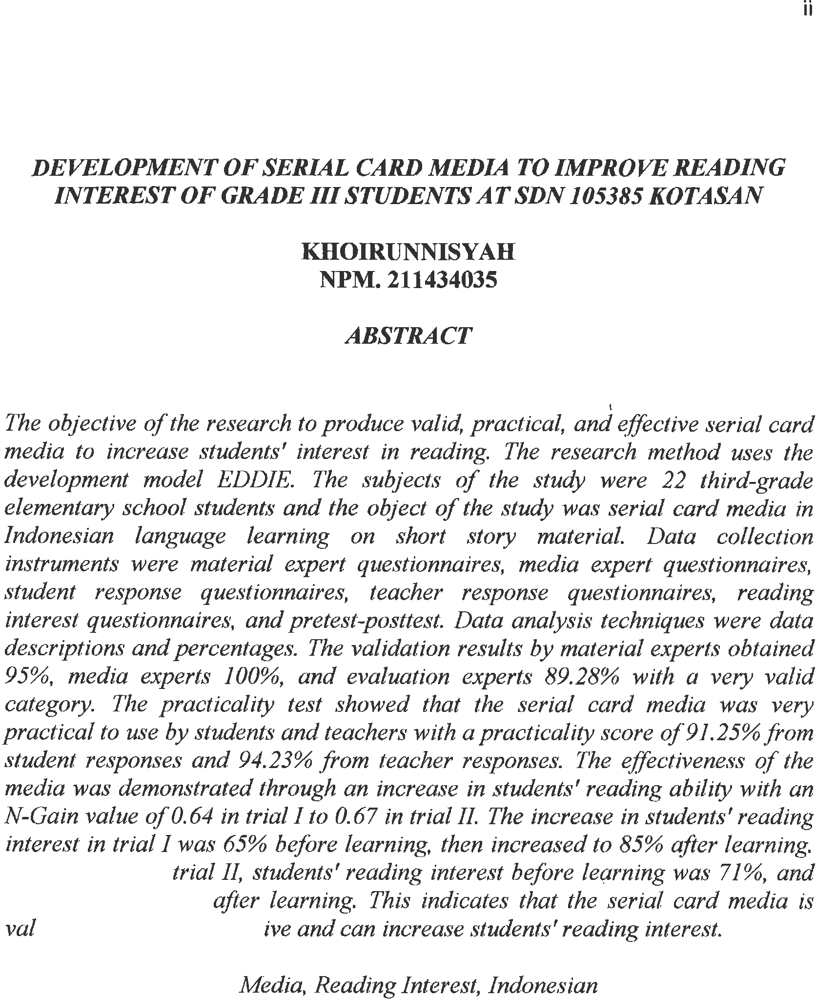 ii
DEVELOPMENT OF SERIAL CARD MEDIA TO IMPROVE READING
INTEREST OF GRADE III STUDENTS AT SDN 105385 KOTASAN
KHOIRUNNISYAH
NPM. 211434035
ABSTRACT
The objective of the research to produce valid, practical, and effective serial card
media to increase students' interest in reading. The research method uses the
development model EDDIE. The subjects of the study were 22 third-grade
elementary school students and the object of the study was serial card media in
Indonesian language learning on short story material. Data collection
instruments were material expert questionnaires, media expert questionnaires,
student response questionnaires, teacher response questionnaires, reading
interest questionnaires, and pretest-posttest. Data analysis techniques were data
descriptions and percentages. The validation results by material experts obtained
95%, media experts 100%, and evaluation experts 89.28% with a very valid
category. The practicality test showed that the serial card media was very
practical to use by students and teachers with a practicality score of 91.25% from
student responses and 94.23% from teacher responses. The effectiveness of the
media was demonstrated through an increase in students' reading ability with an
N-Gain value of 0.64 in trial I to 0.67 in trial II. The increase in students' reading
interest in trial I was 65% before learning, then increased to 85% after learning.
trial II, students' reading interest before learning was 71%, and
after learning. This indicates that the serial card media is
val ive and can increase students' reading interest.
Media, Reading Interest, Indonesian